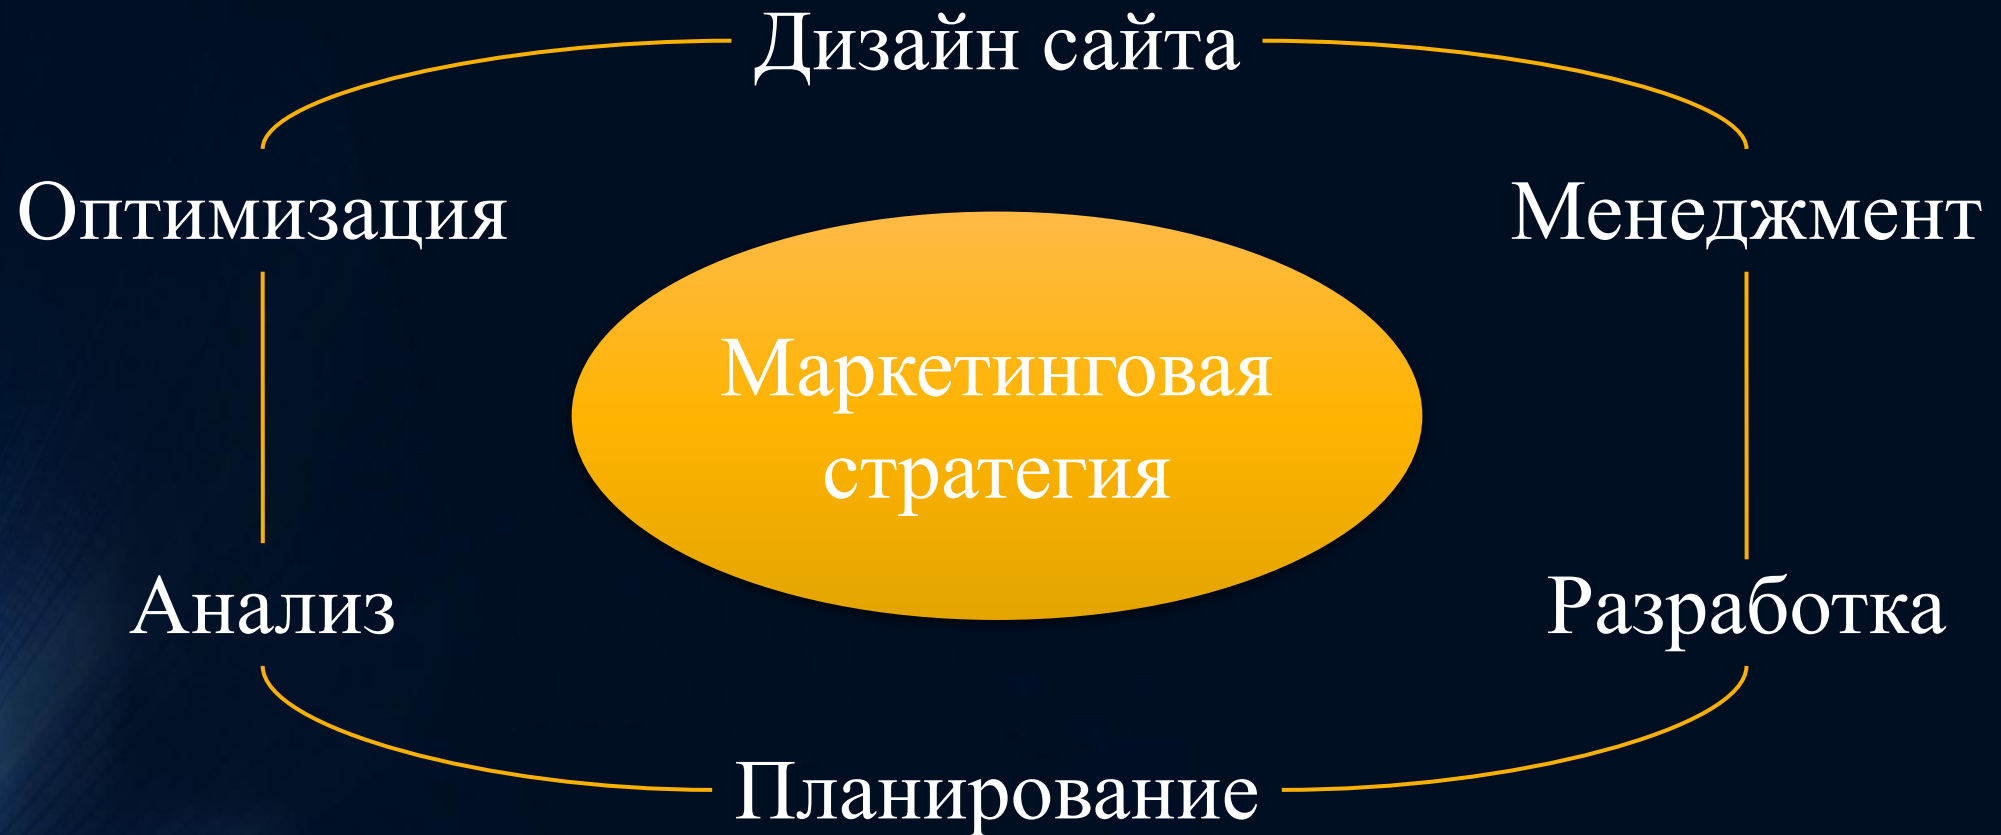 Дизайн сайта
Оптимизация
Менеджмент
Маркетинговая
стратегия
Анализ
Разработка
Планирование